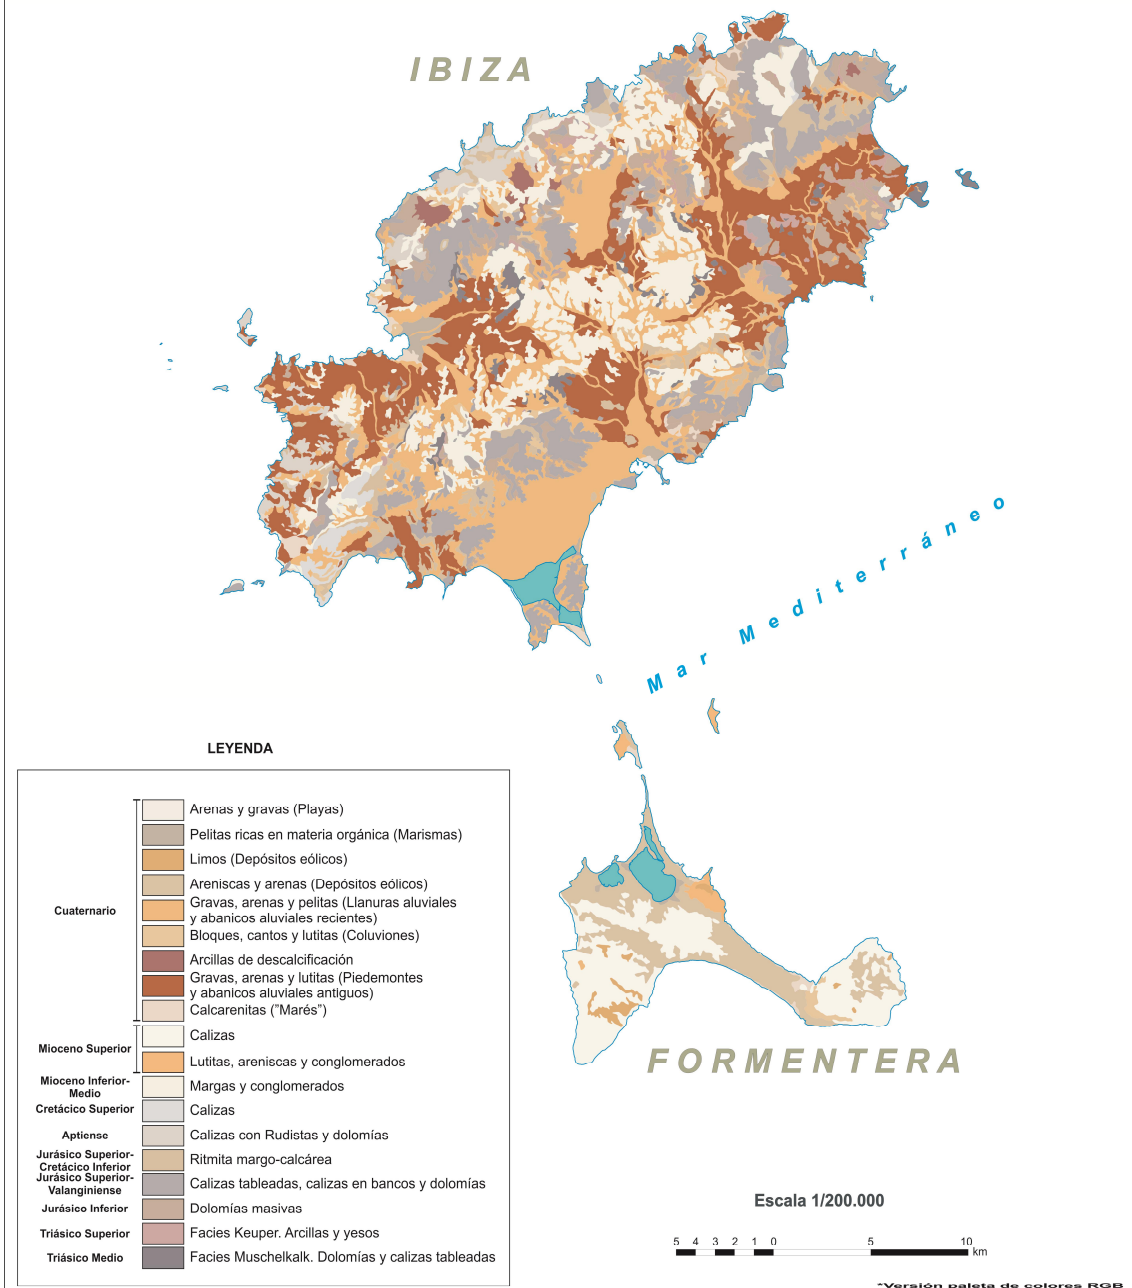 IBIZA
Mar Mediterráneo
LEYENDA
Cuaternario
Arenas y gravas (Playas)
Pelitas ricas en materia orgánica (Marismas)
Limos (Depósitos eólicos)
Areniscas y arenas (Depósitos eólicos)
Gravas, arenas y pelitas (Llanuras aluviales
y abanicos aluviales recientes)
Bloques, cantos y lutitas (Coluviones)
Arcillas de descalcificación
Gravas, arenas y lutitas (Piedemontes
y abanicos aluviales antiguos)
Calcarenitas ("Marés")
Mioceno Superior
Calizas
Lutitas, areniscas y conglomerados
Mioceno Inferior-
Medio
Margas y conglomerados
Cretácico Superior
Calizas
Aptiense
Calizas con Rudistas y dolomías
Jurásico Superior-
Cretácico Inferior
Ritmita margo-calcárea
Jurásico Superior-
Valanginiense
Calizas tableadas, calizas en bancos y dolomías
Jurásico Inferior
Dolomías masivas
Triásico Superior
Facies Keuper. Arcillas y yesos
Triásico Medio
Facies Muschelkalk. Dolomías y calizas tableadas
FORMENTERA
Escala 1/200.000
5 4 3 2 1 0 5 10
km
*Versión paleta de colores RGB